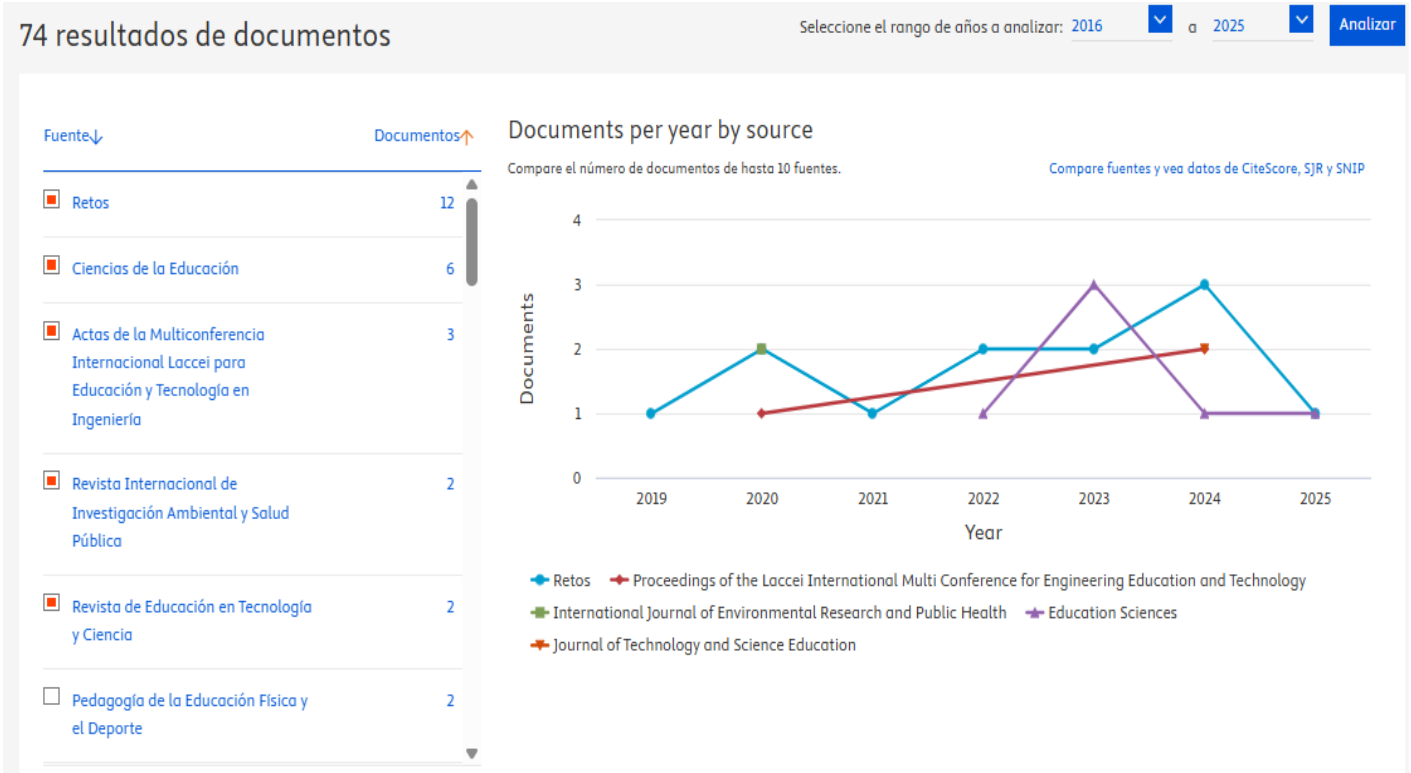 74 resultados de documentos
Seleccione el rango de años a analizar: 2016 a 2025 Analizar
Fuente↓ Documentos↑
Retos 12
Ciencias de la Educación 6
Actas de la Multiconferencia 3
Internacional Laccei para
Educación y Tecnología en
Ingeniería
Revista Internacional de 2
Investigación Ambiental y Salud
Pública
Revista de Educación en Tecnología 2
y Ciencia
Pedagogía de la Educación Física y 2
el Deporte
Documents per year by source
Compare el número de documentos de hasta 10 fuentes.
Compare fuentes y vea datos de CiteScore, SJR y SNIP
Documents
4
3
2
1
0
2019 2020 2021 2022 2023 2024 2025
Year
Retos Proceedings of the Laccei International Multi Conference for Engineering Education and Technology
International Journal of Environmental Research and Public Health Education Sciences
Journal of Technology and Science Education